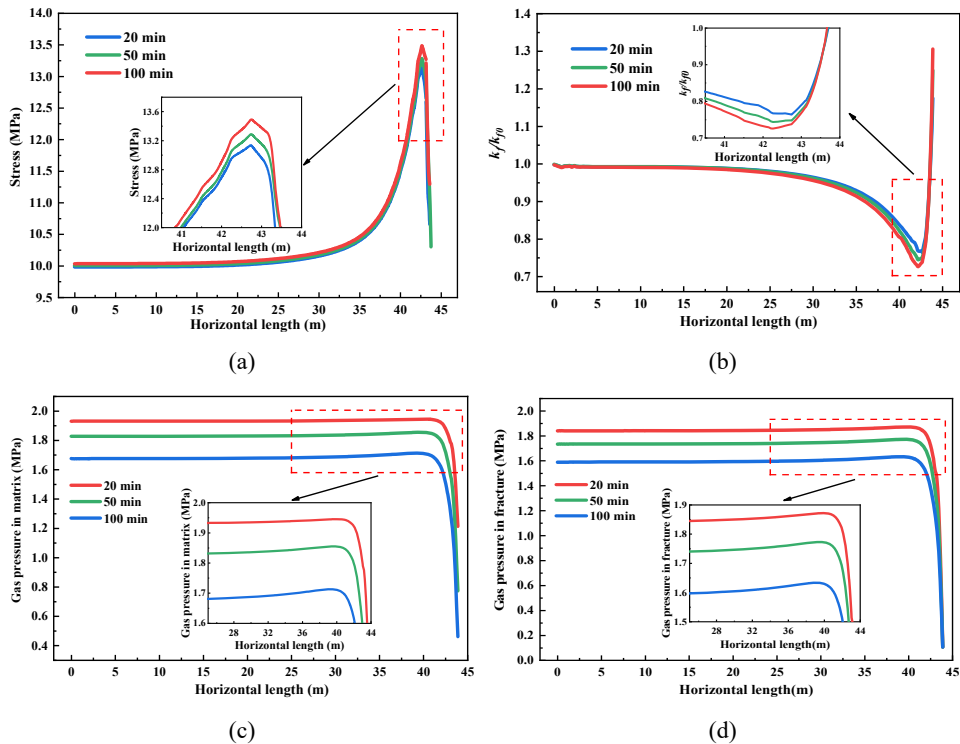 20 min
50 min
100 min
Stress (MPa)
13.5
13.0
12.5
12.0
11.5
11.0
10.5
10.0
9.5
0 5 10 15 20 25 30 35 40 45
Horizontal length (m)
Stress (MPa)
13.6
13.2
12.8
12.4
12.0
41 42 43 44
Horizontal length (m)
(a)
20 min
50 min
100 min
kf/kf0
1.4
1.3
1.2
1.1
1.0
0.9
0.8
0.7
0 5 10 15 20 25 30 35 40 45
Horizontal length (m)
kf/kf0
1.0
0.9
0.8
0.7
41 42 43 44
Horizontal length (m)
(b)
Gas pressure in matrix (MPa)
2.0
1.8
1.6
1.4
1.2
1.0
0.8
0.6
0.4
20 min
50 min
100 min
0 5 10 15 20 25 30 35 40 45
Horizontal length (m)
Gas pressure in matrix (MPa)
2.0
1.9
1.8
1.7
1.6
28 32 36 40 44
Horizontal length (m)
(c)
Gas pressure in fracture (MPa)
2.0
1.8
1.6
1.4
1.2
1.0
0.8
0.6
0.4
0.2
0.0
20 min
50 min
100 min
0 5 10 15 20 25 30 35 40 45
Horizontal length(m)
Gas pressure in fracture (MPa)
1.9
1.8
1.7
1.6
1.5
28 32 36 40 44
Horizontal length(m)
(d)